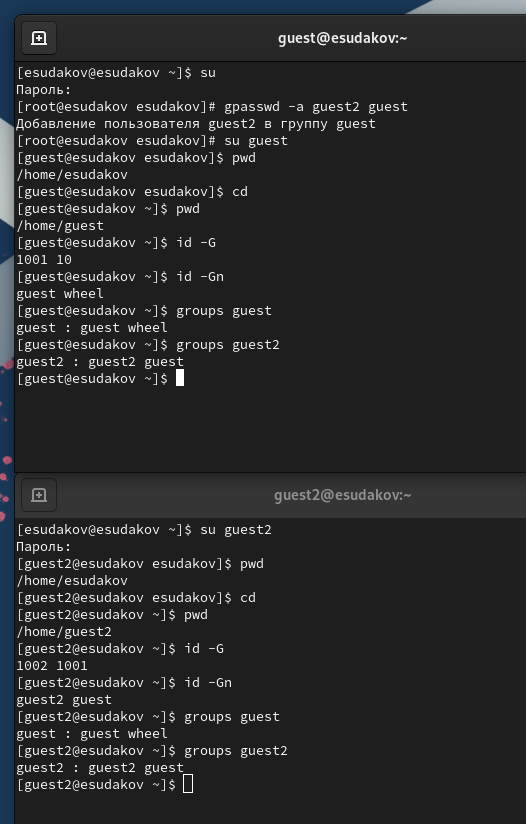 guest@esudakov:~
[esudakov@esudakov ~]$ su
Пароль:
[root@esudakov esudakov]# gpasswd -a guest2 guest
Добавление пользователя guest2 в группу guest
[root@esudakov esudakov]# su guest
[guest@esudakov esudakov]$ pwd
/home/esudakov
[guest@esudakov esudakov]$ cd
[guest@esudakov ~]$ pwd
/home/guest
[guest@esudakov ~]$ id -G
1001 10
[guest@esudakov ~]$ id -Gn
guest wheel
[guest@esudakov ~]$ groups guest
guest : guest wheel
[guest@esudakov ~]$ groups guest2
guest2 : guest2 guest
[guest@esudakov ~]$
guest2@esudakov:~
[esudakov@esudakov ~]$ su guest2
Пароль:
[guest2@esudakov esudakov]$ pwd
/home/esudakov
[guest2@esudakov esudakov]$ cd
[guest2@esudakov ~]$ pwd
/home/guest2
[guest2@esudakov ~]$ id -G
1002 1001
[guest2@esudakov ~]$ id -Gn
guest2 guest
[guest2@esudakov ~]$ groups guest
guest : guest wheel
[guest2@esudakov ~]$ groups guest2
guest2 : guest2 guest
[guest2@esudakov ~]$